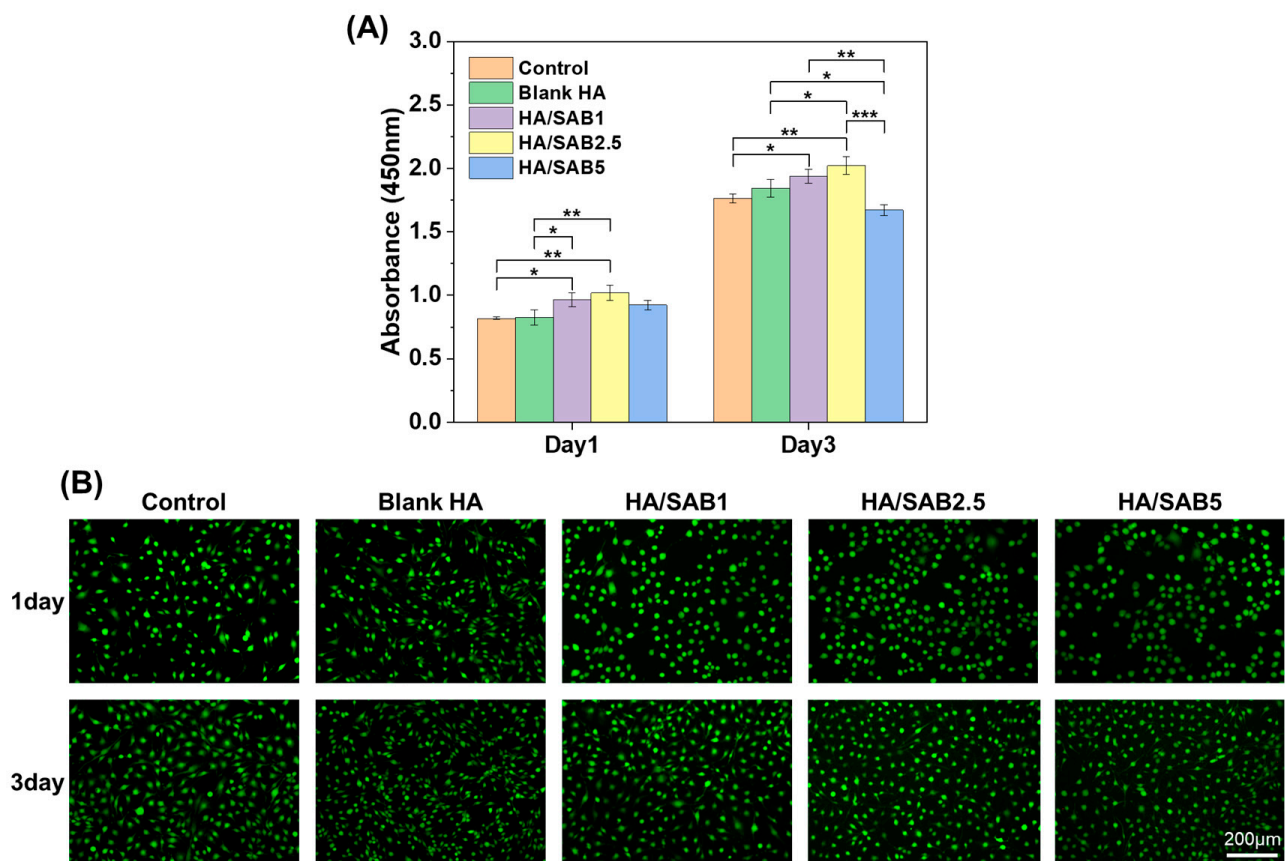 (A)
3.0
2.5
2.0
1.5
1.0
0.5
0.0
Absorbance (450nm)
Control
Blank HA
HA/SAB1
HA/SAB2.5
HA/SAB5
**
*
**
*
**
*
*
***
**
*
Day1
Day3
(B)
Control
Blank HA
HA/SAB1
HA/SAB2.5
HA/SAB5
1day
3day
200μm